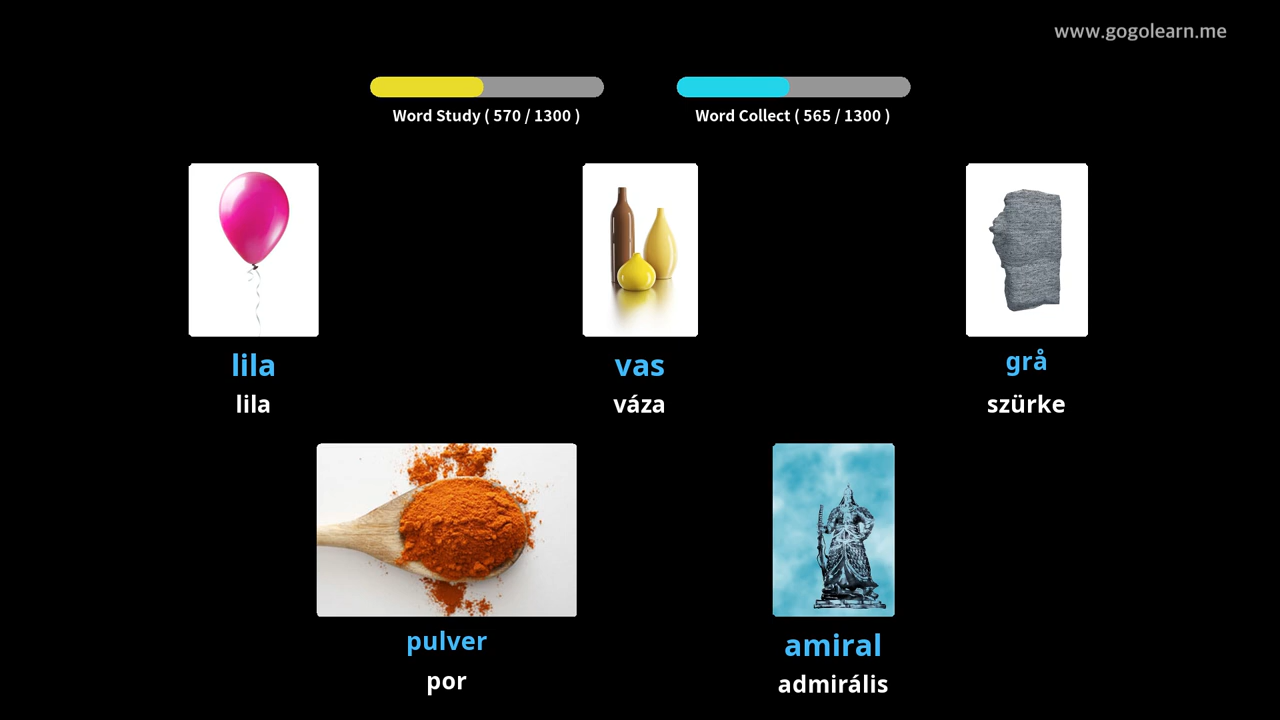 www.gogolearn.me
Word Study ( 570 / 1300 )
Word Collect ( 565 / 1300 )
lila
lila
vas
váza
grå
szürke
pulver
por
amiral
admirális